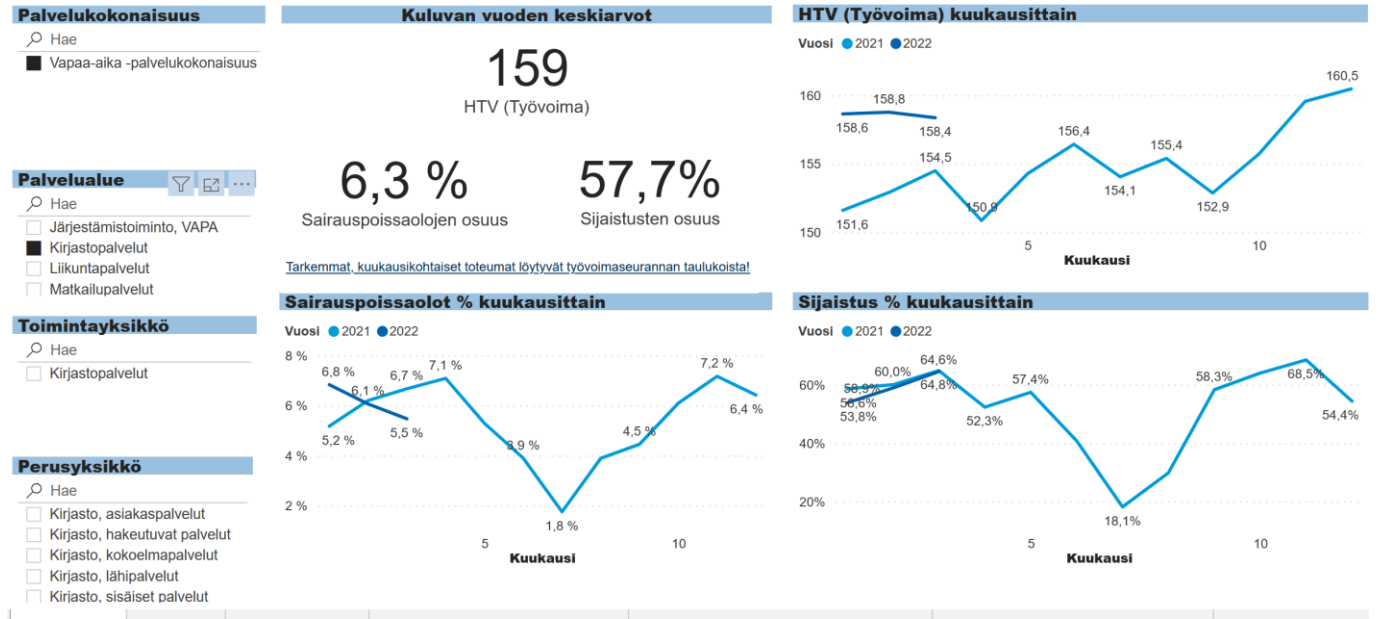 Palvelukokonaisuus
Hae
Vapaa-aika -palvelukokonaisuus
Palvelualue
Hae
Järjestämistoiminto, VAPA
Kirjastopalvelut
Liikuntapalvelut
Matkailupalvelut
Toimintayksikkö
Hae
Kirjastopalvelut
Perusyksikkö
Hae
Kirjasto, asiakaspalvelut
Kirjasto, hakeutuvat palvelut
Kirjasto, kokoelmapalvelut
Kirjasto, lähipalvelut
Kirjasto, sisäiset palvelut
Kuluvan vuoden keskiarvot
159
HTV (Työvoima)
6,3 % 57,7%
Sairauspoissaolojen osuus Sijaistusten osuus
Tarkemmat, kuukausikohtaiset toteumat löytyvät työvoimaseurannan taulukoista!
HTV (Työvoima) kuukausittain
Vuosi 2021 2022
160,5
160
158,8
158,6 158,4 156,4
155,4
155 154,5
154,1
150,9 152,9
151,6
150
5 10
Kuukausi
Sairauspoissaolot % kuukausittain
Vuosi 2021 2022
8 %
6,8 % 6,7 % 7,1 % 7,2 %
6,1 %
6 % 6,4 %
5,2 % 5,5 % 4,5 %
3,9 %
4 %
2 %
1,8 %
5 10
Kuukausi
Sijaistus % kuukausittain
Vuosi 2021 2022
64,6%
60,0% 57,4% 58,3% 68,5%
60% 58,9% 64,8%
58,6%
53,8% 52,3% 54,4%
40%
20%
18,1%
5 10
Kuukausi